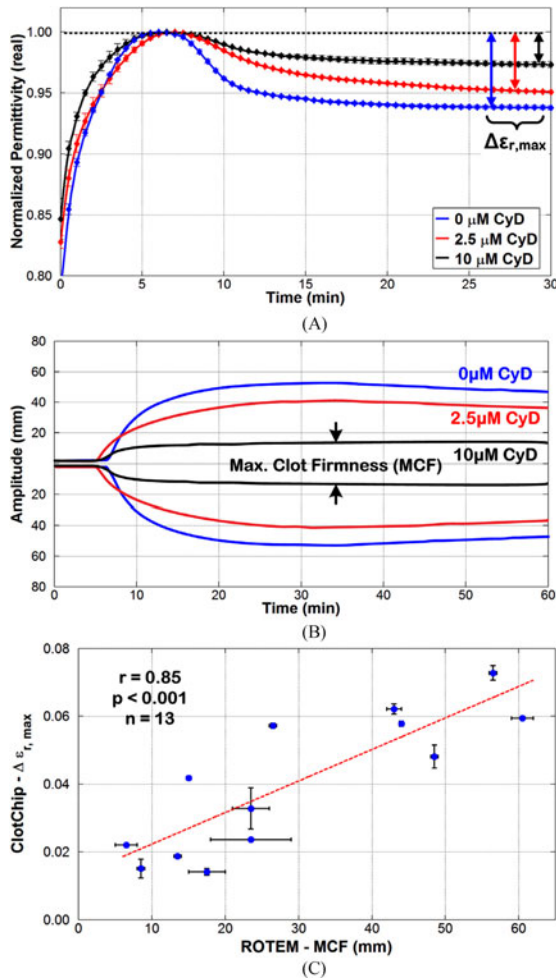 1.00
0.95
0.90
0.85
0.80
Normalized Permittivity (real)
Δεr,max
0 μM CyD
2.5 μM CyD
10 μM CyD
0 5 10 15 20 25 30
Time (min)
(A)
80
60
40
20
20
40
60
80
Amplitude (mm)
0μM CyD
2.5μM CyD
10μM CyD
Max. Clot Firmness (MCF)
0 10 20 30 40 50 60
Time (min)
(B)
0.08
0.06
0.04
0.02
0.00
ClotChip - Δ εr, max
r = 0.85
p < 0.001
n = 13
0 10 20 30 40 50 60
ROTEM - MCF (mm)
(C)